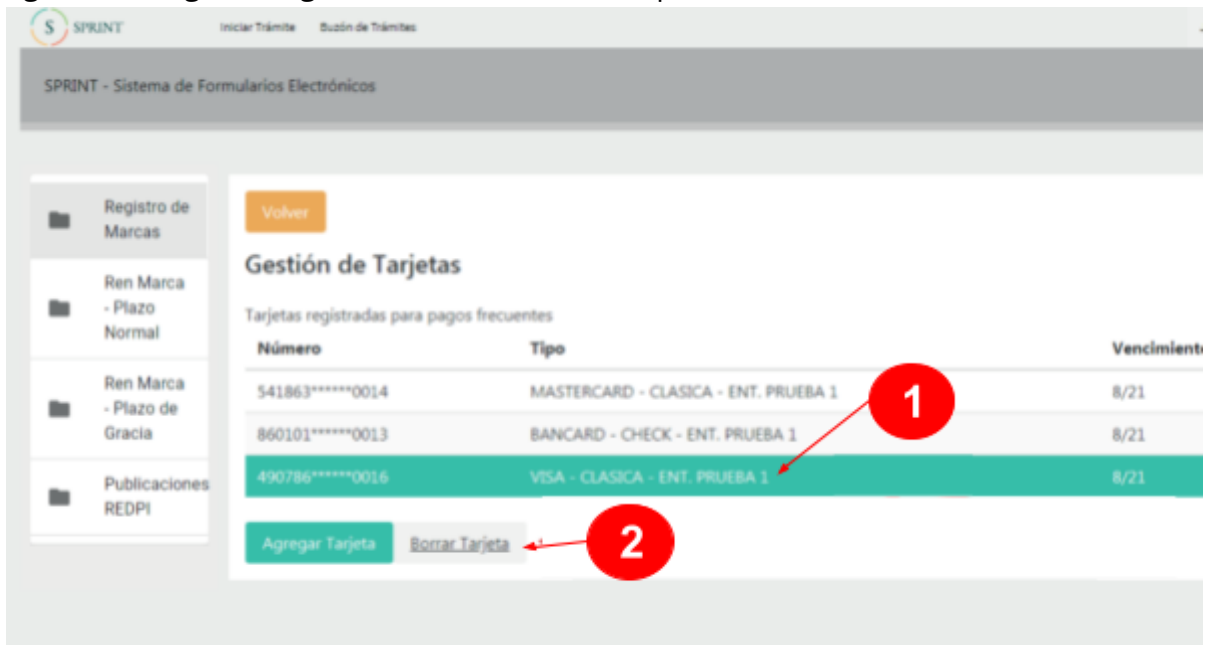 S SPRINT Iniciar Trámite Buzón de Trámites
SPRINT - Sistema de Formularios Electrónicos
Registro de
Marcas
Ren Marca
- Plazo
Normal
Ren Marca
- Plazo de
Gracia
Publicaciones
REDPI
Volver
Gestión de Tarjetas
Tarjetas registradas para pagos frecuentes
Número Tipo Vencimiento
541863******0014 MASTERCARD - CLASICA - ENT. PRUEBA 1 8/21
860101******0013 BANCARD - CHECK - ENT. PRUEBA 1 8/21
490786******0016 VISA - CLASICA - ENT. PRUEBA 1 8/21
1
Agregar Tarjeta Borrar Tarjeta
2